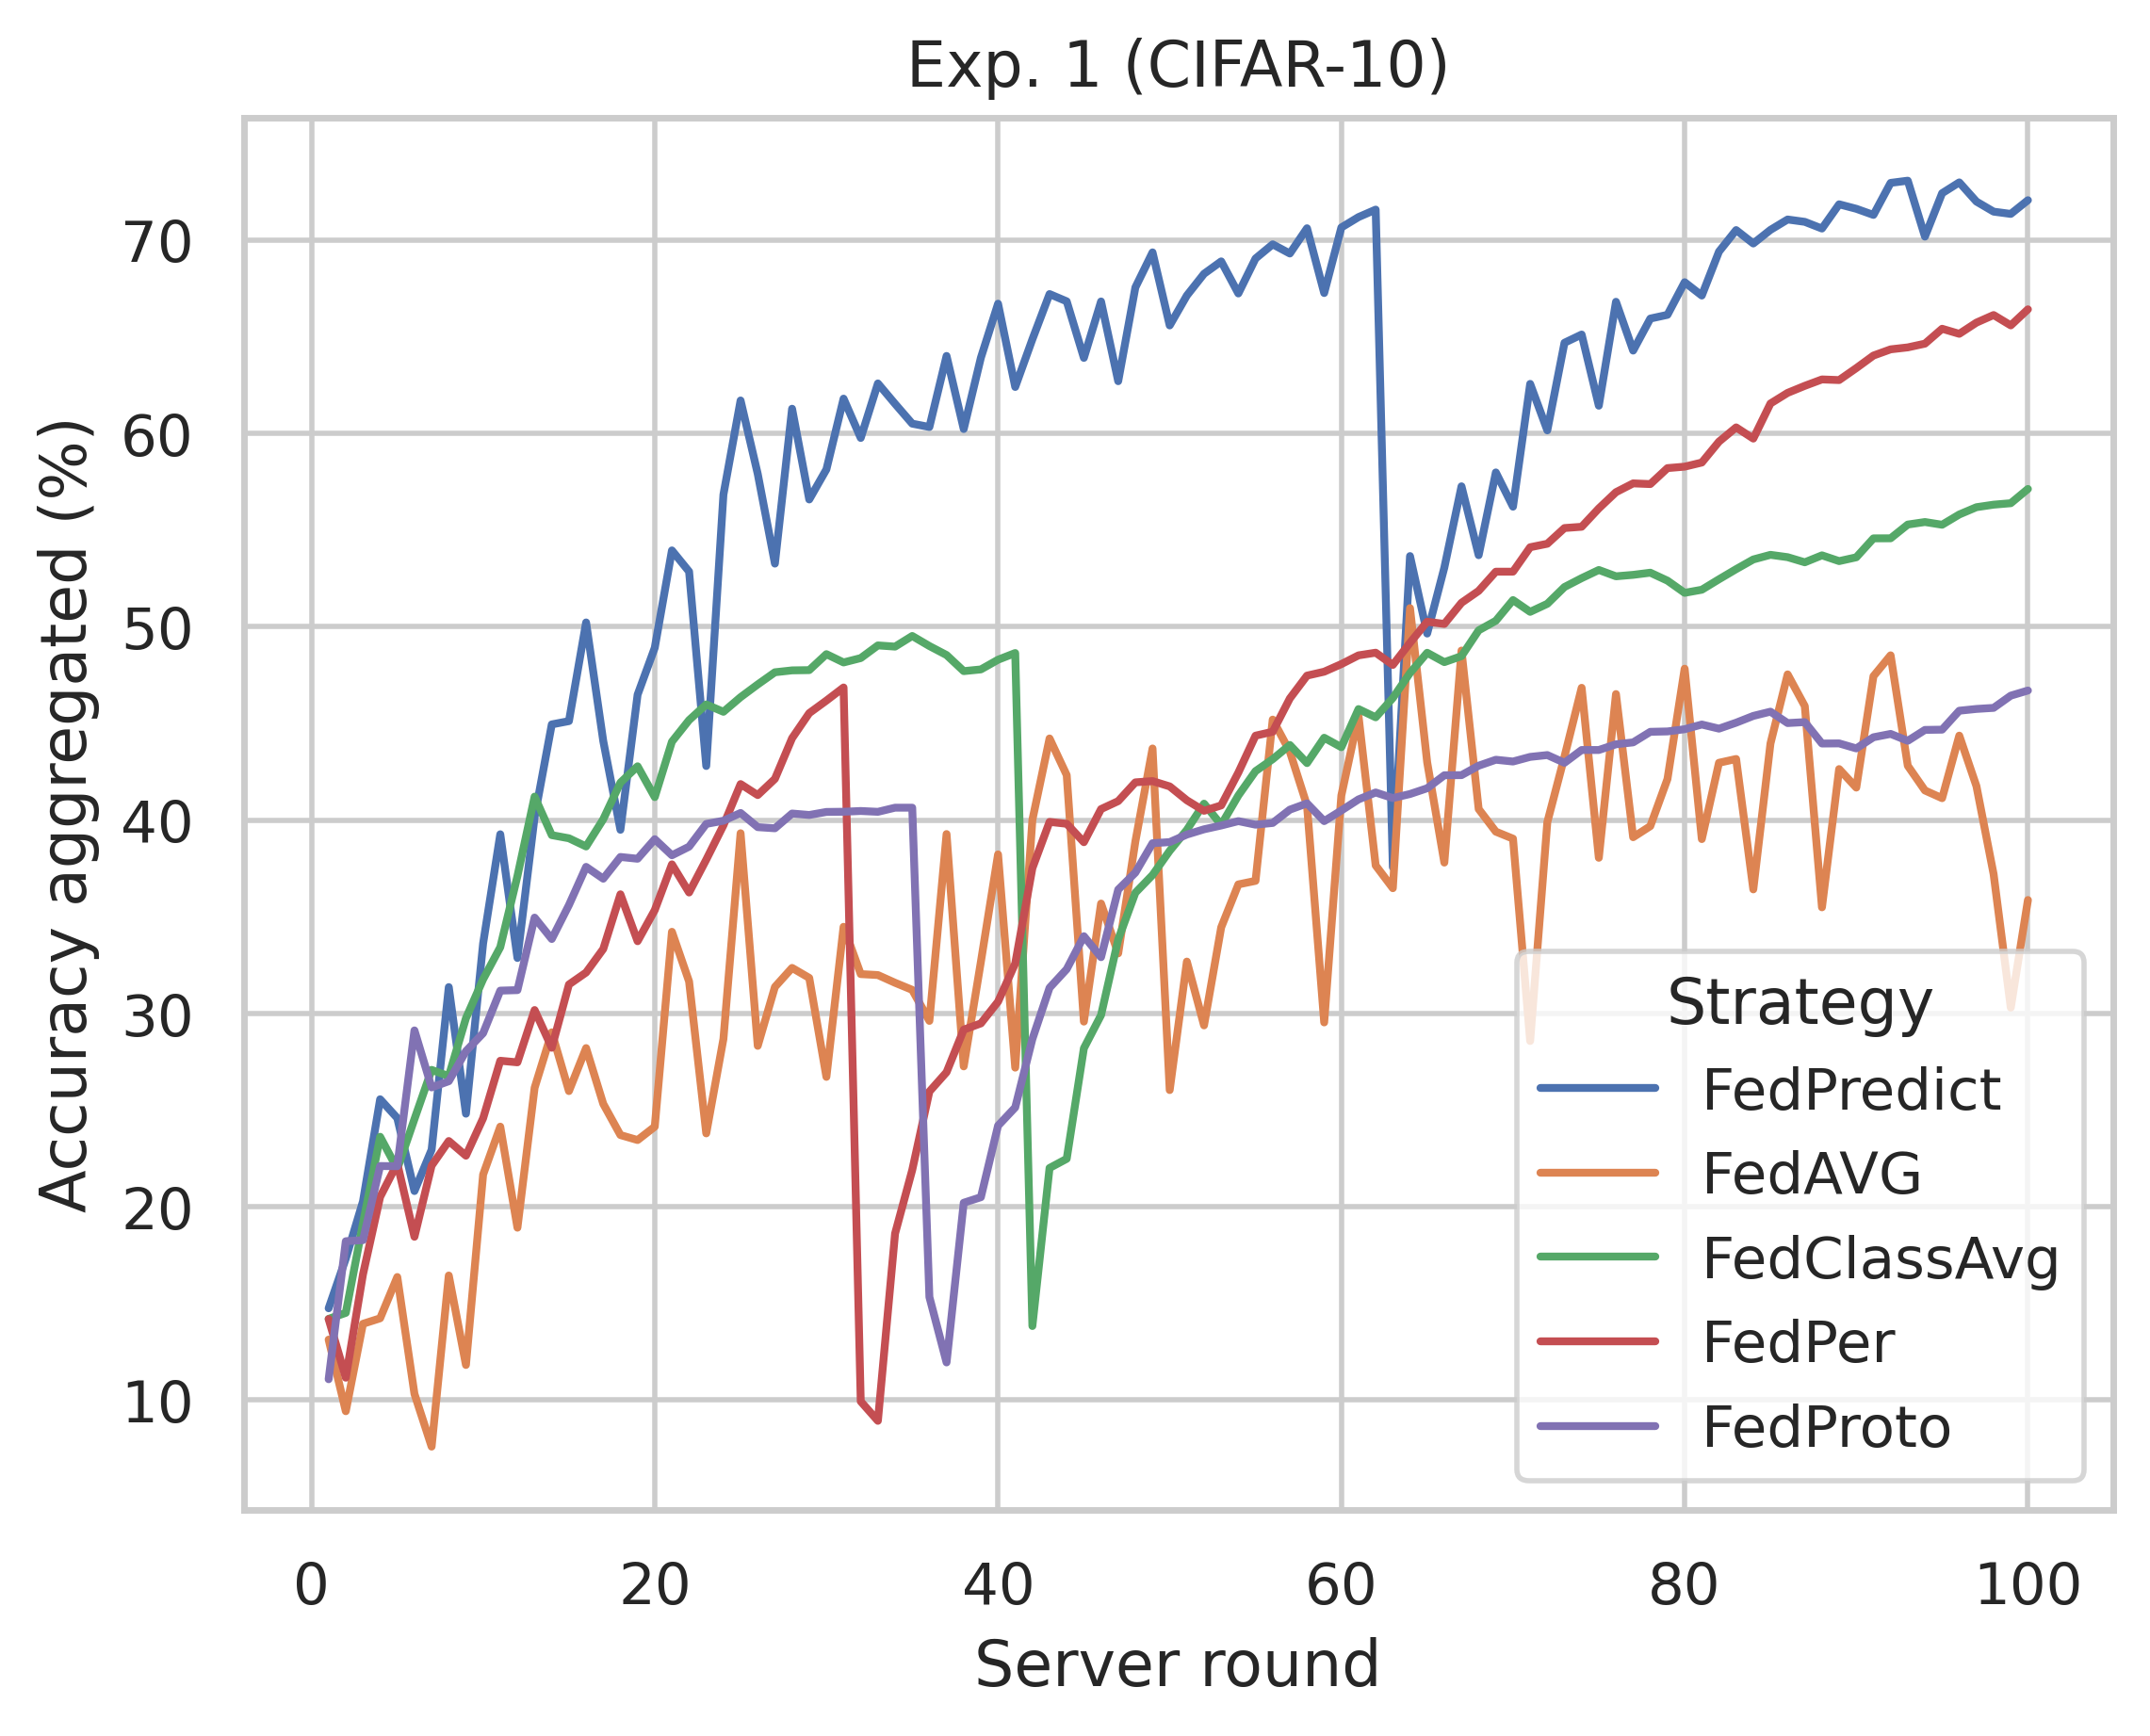 Exp. 1 (CIFAR-10)
Accuracy aggregated (%)
70
60
50
40
30
20
10
0
20
40
60
80
100
Server round
Strategy
FedPredict
FedAVG
FedClassAvg
FedPer
FedProto